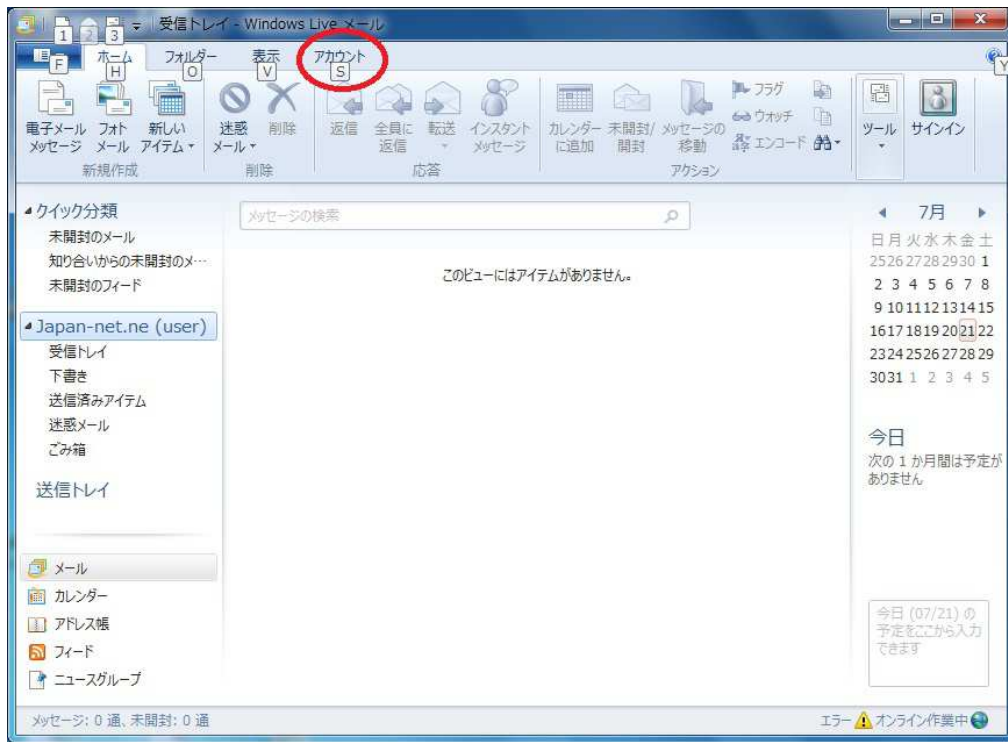 受信トレイ - Windows Live メール
1 2 3
F ホーム フォルダー 表示 アカウント
H O V S Y
電子メール メッセージ
フォト メール
新しい アイテム
迷惑 メール
削除
返信
全員に 返信
転送
インスタント メッセージ
カレンダー に追加
未開封/ 開封
メッセージの 移動
フラグ
ウォッチ
エンコード
ツール
サインイン
新規作成 削除 応答 アクション
クイック分類
未開封のメール
知り合いからの未開封のメ…
未開封のフィード
Japan-net.ne (user)
受信トレイ
下書き
送信済みアイテム
迷惑メール
ごみ箱
送信トレイ
メール
カレンダー
アドレス帳
フィード
ニュースグループ
メッセージの検索
このビューにはアイテムがありません。
7月
日 月 火 水 木 金 土
25 26 27 28 29 30 1
2 3 4 5 6 7 8
9 10 11 12 13 14 15
16 17 18 19 20 21 22
23 24 25 26 27 28 29
30 31 1 2 3 4 5
今日
次の 1 か月間は予定が
ありません
今日 (07/21) の
予定をここから入力
できます
メッセージ: 0 通、未開封: 0 通
エラー オンライン作業中